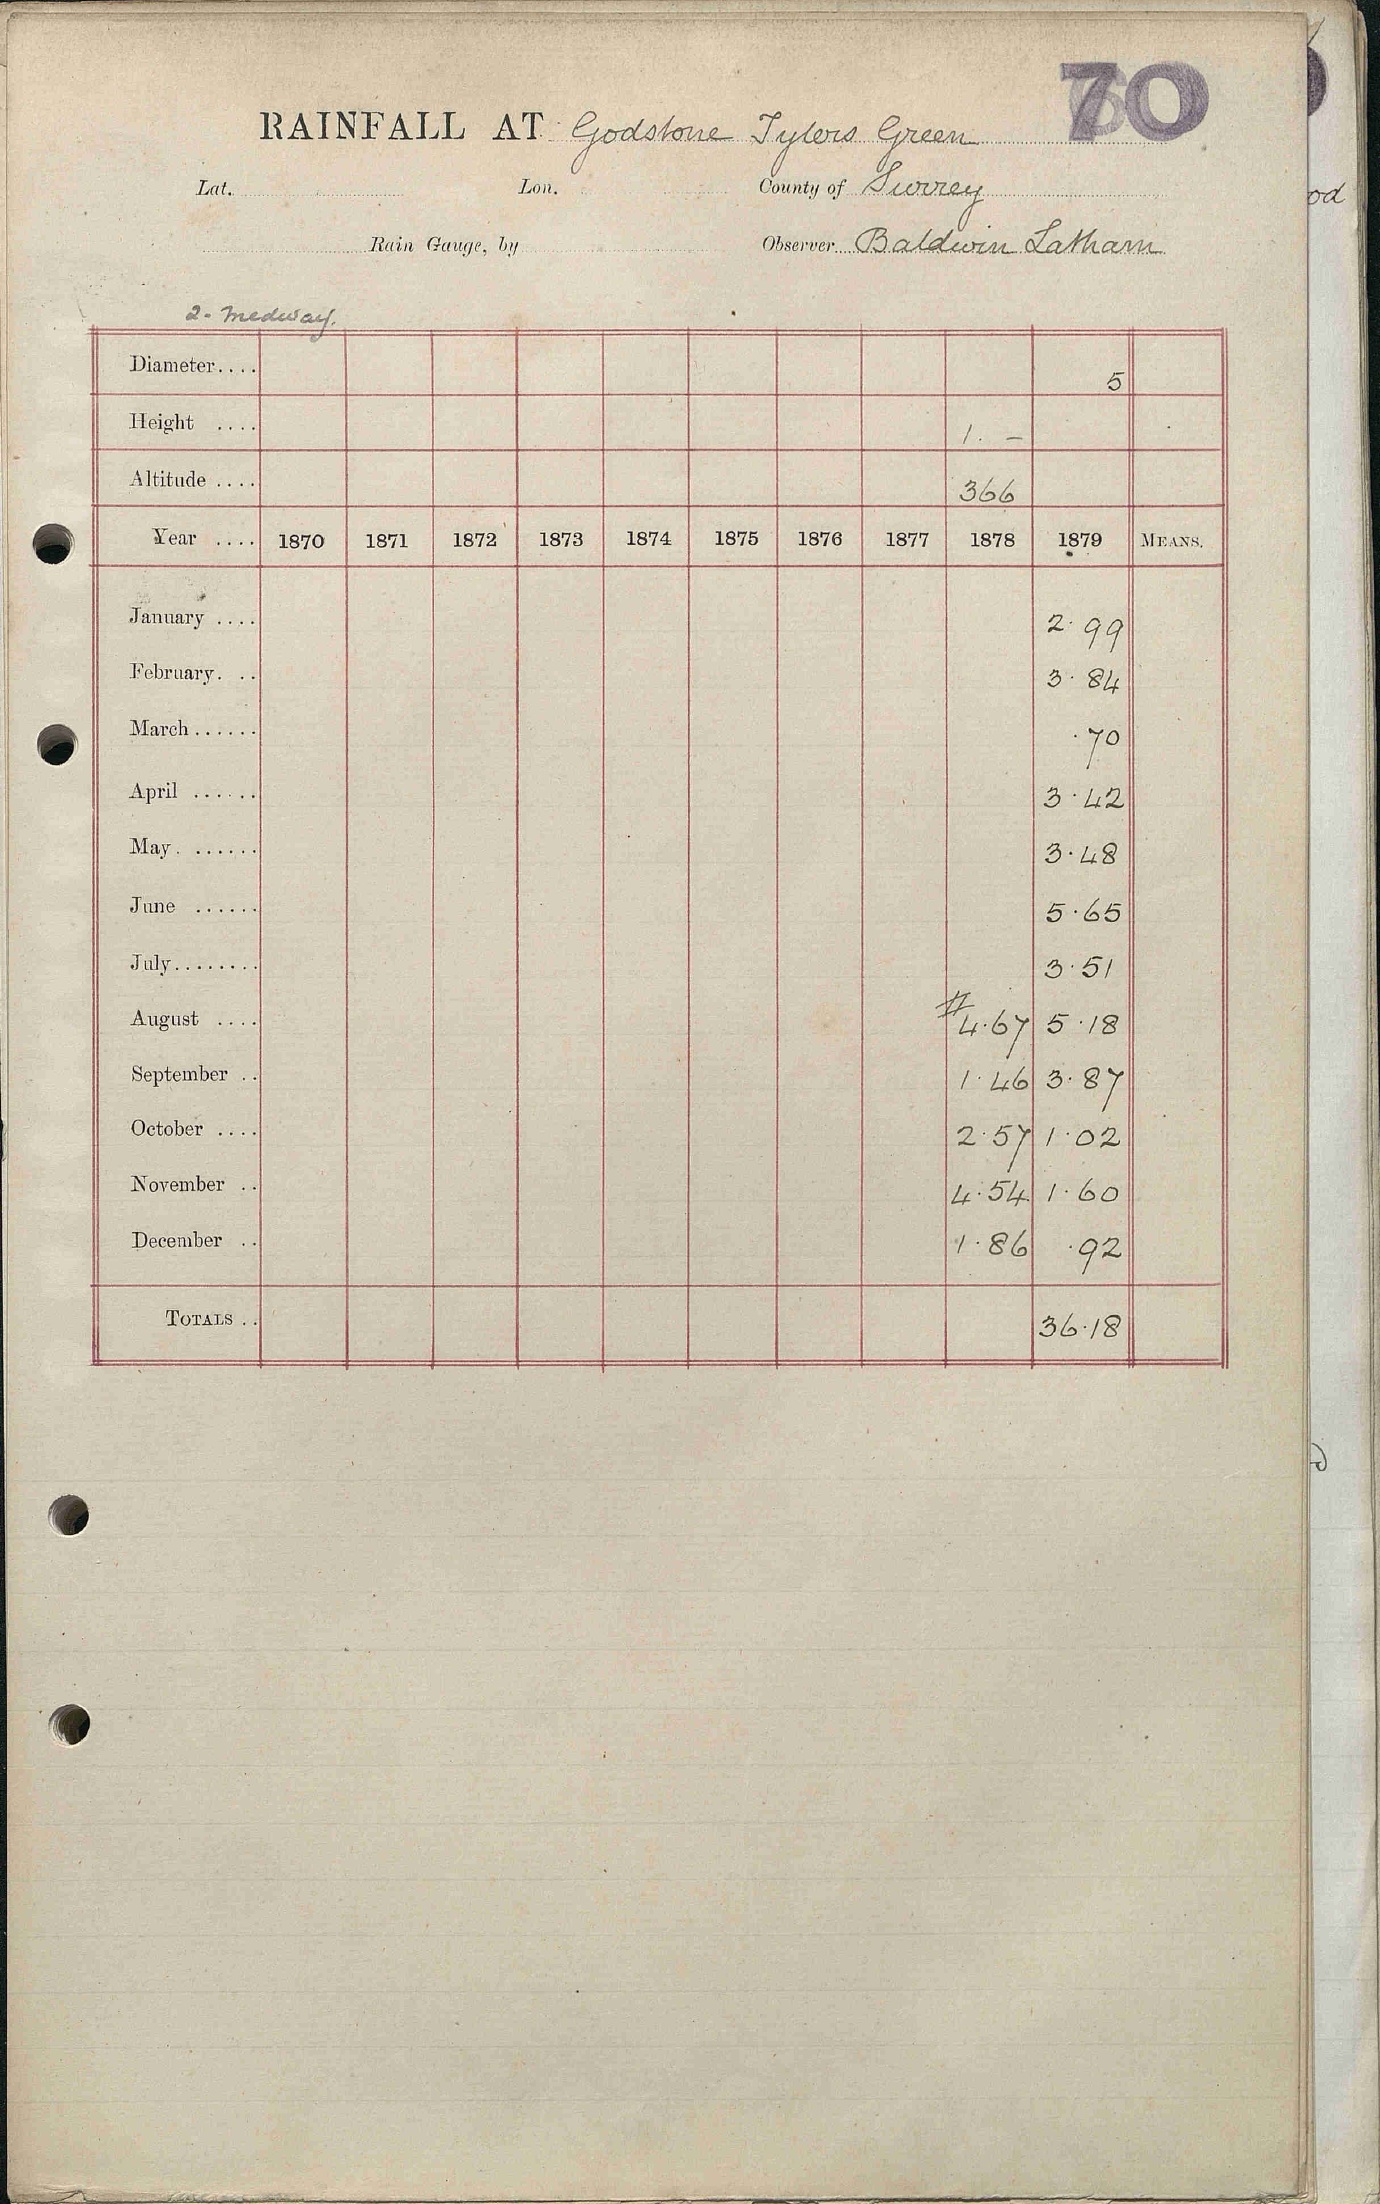 70
RAINFALL AT Godstone Tylers Green
Lat. Lon. County of Surrey
Rain Gauge, by Observer Baldwin Latham
2 - Medway.
Diameter.... 5
Height .... 1. -
Altitude .... 366
Year .... 1870 1871 1872 1873 1874 1875 1876 1877 1878 1879 MEANS.
January .... 2.99
February. .. 3.84
March ...... .70
April ...... 3.42
May. ...... 3.48
June ...... 5.65
July........ 3.51
August .... # 4.67 5.18
September .. 1.46 3.87
October .... 2.57 1.02
November .. 4.54 1.60
December .. 1.86 .92
TOTALS .. 36.18
od